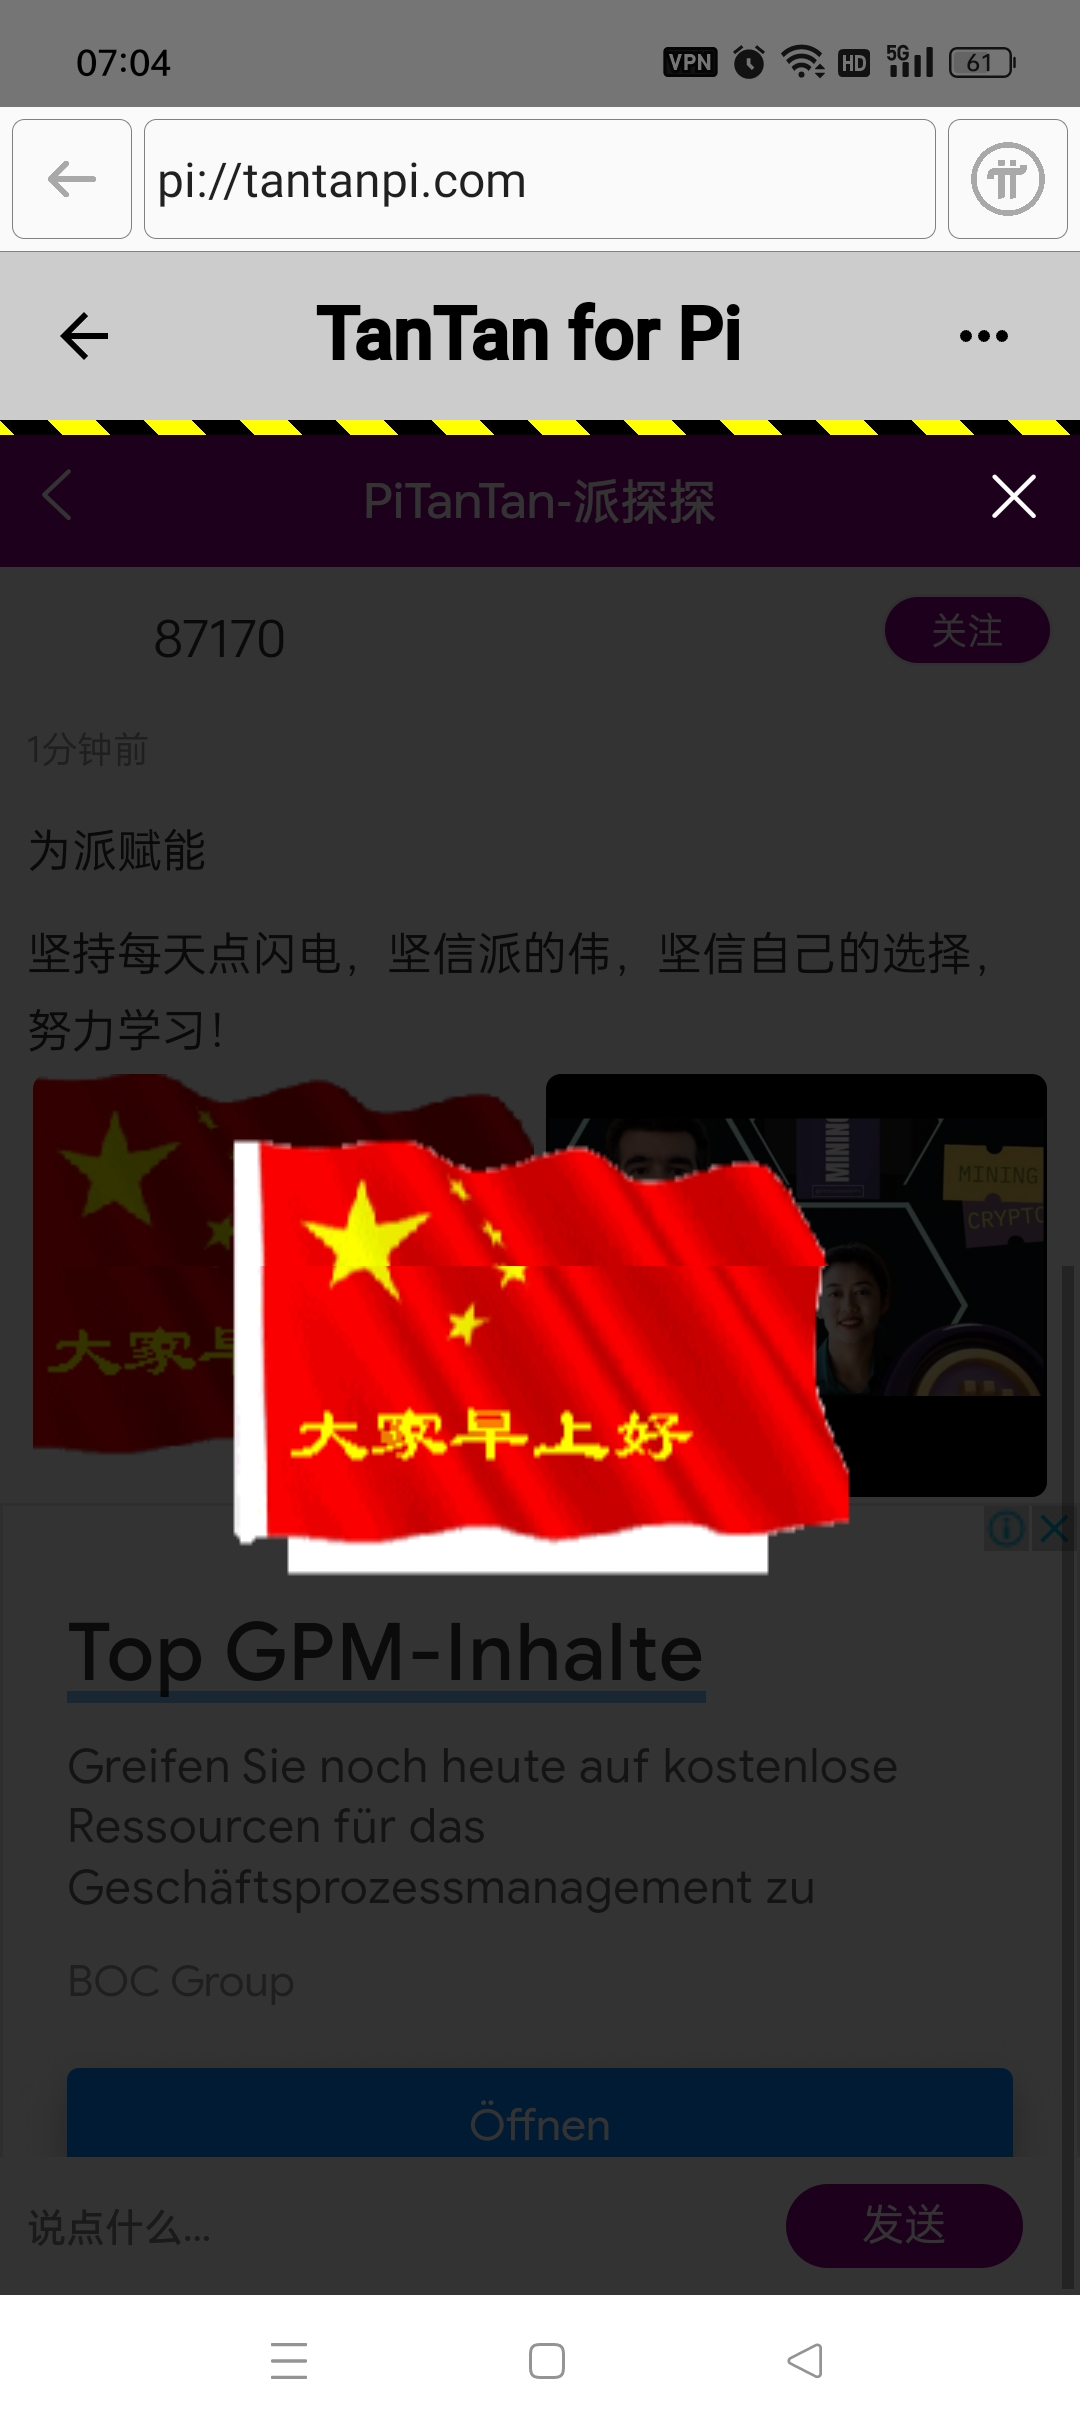 07:04
VPN
HD
5G
61
pi://tantanpi.com
TanTan for Pi
PiTanTan-派探探
87170
关注
1分钟前
为派赋能
坚持每天点闪电，坚信派的伟，坚信自己的选择，
努力学习！
大家早
MINING
MINING
CRYPTO
大家早上好
Top GPM-Inhalte
Greifen Sie noch heute auf kostenlose
Ressourcen für das
Geschäftsprozessmanagement zu
BOC Group
Öffnen
说点什么...
发送